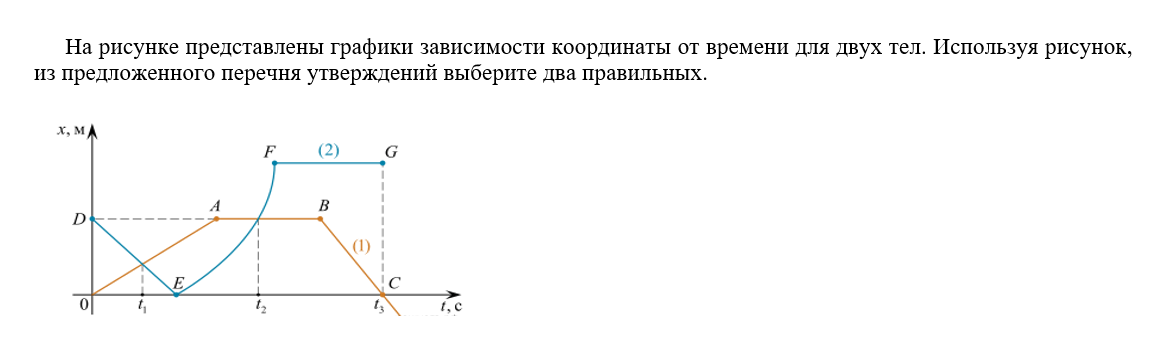 На рисунке представлены графики зависимости координаты от времени для двух тел. Используя рисунок,
из предложенного перечня утверждений выберите два правильных.
x, м
F
(2)
G
D
A
B
(1)
E
C
0
t₁
t₂
t₃
t, с